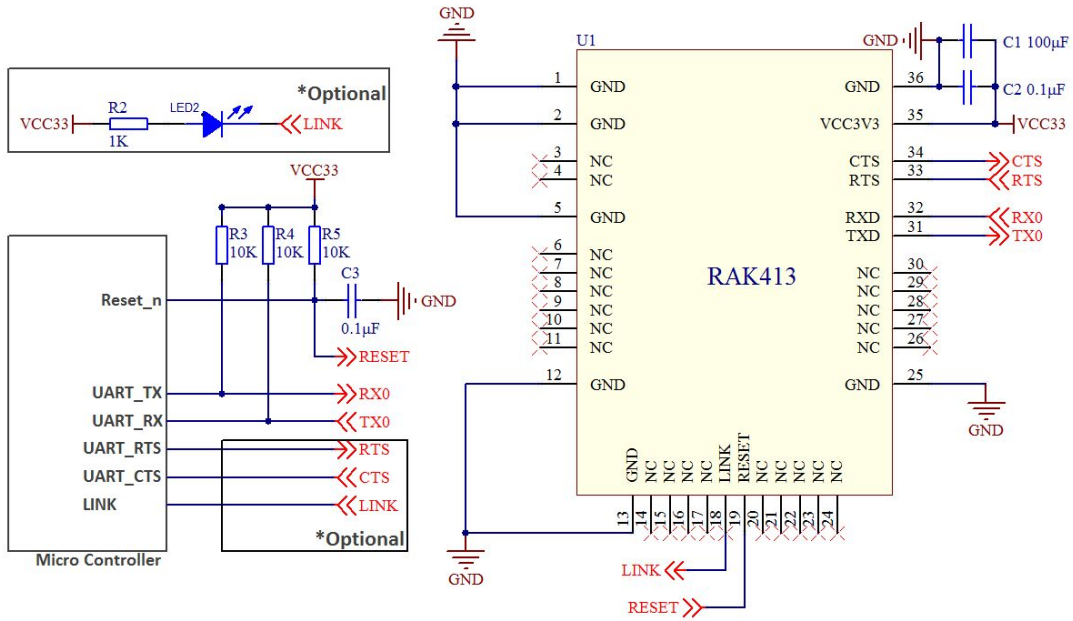 GND
U1
GND
C1 100µF
C2 0.1µF
*Optional
R2
LED2
VCC33
1K
LINK
1
GND
2
GND
3
NC
4
NC
5
GND
6
NC
7
NC
8
NC
9
NC
10
NC
11
NC
12
GND
RAK413
36
GND
35
VCC3V3
VCC33
34
CTS
CTS
33
RTS
RTS
32
RXD
RX0
31
TXD
TX0
30
NC
29
NC
28
NC
27
NC
26
NC
25
GND
GND
VCC33
R3
10K
R4
10K
R5
10K
C3
0.1µF
GND
Reset_n
RESET
UART_TX
RX0
UART_RX
TX0
UART_RTS
RTS
UART_CTS
CTS
LINK
LINK
*Optional
Micro Controller
GND
NC
NC
NC
NC
LINK
RESET
NC
NC
NC
NC
NC
13
14
15
16
17
18
19
20
21
22
23
24
GND
LINK
RESET